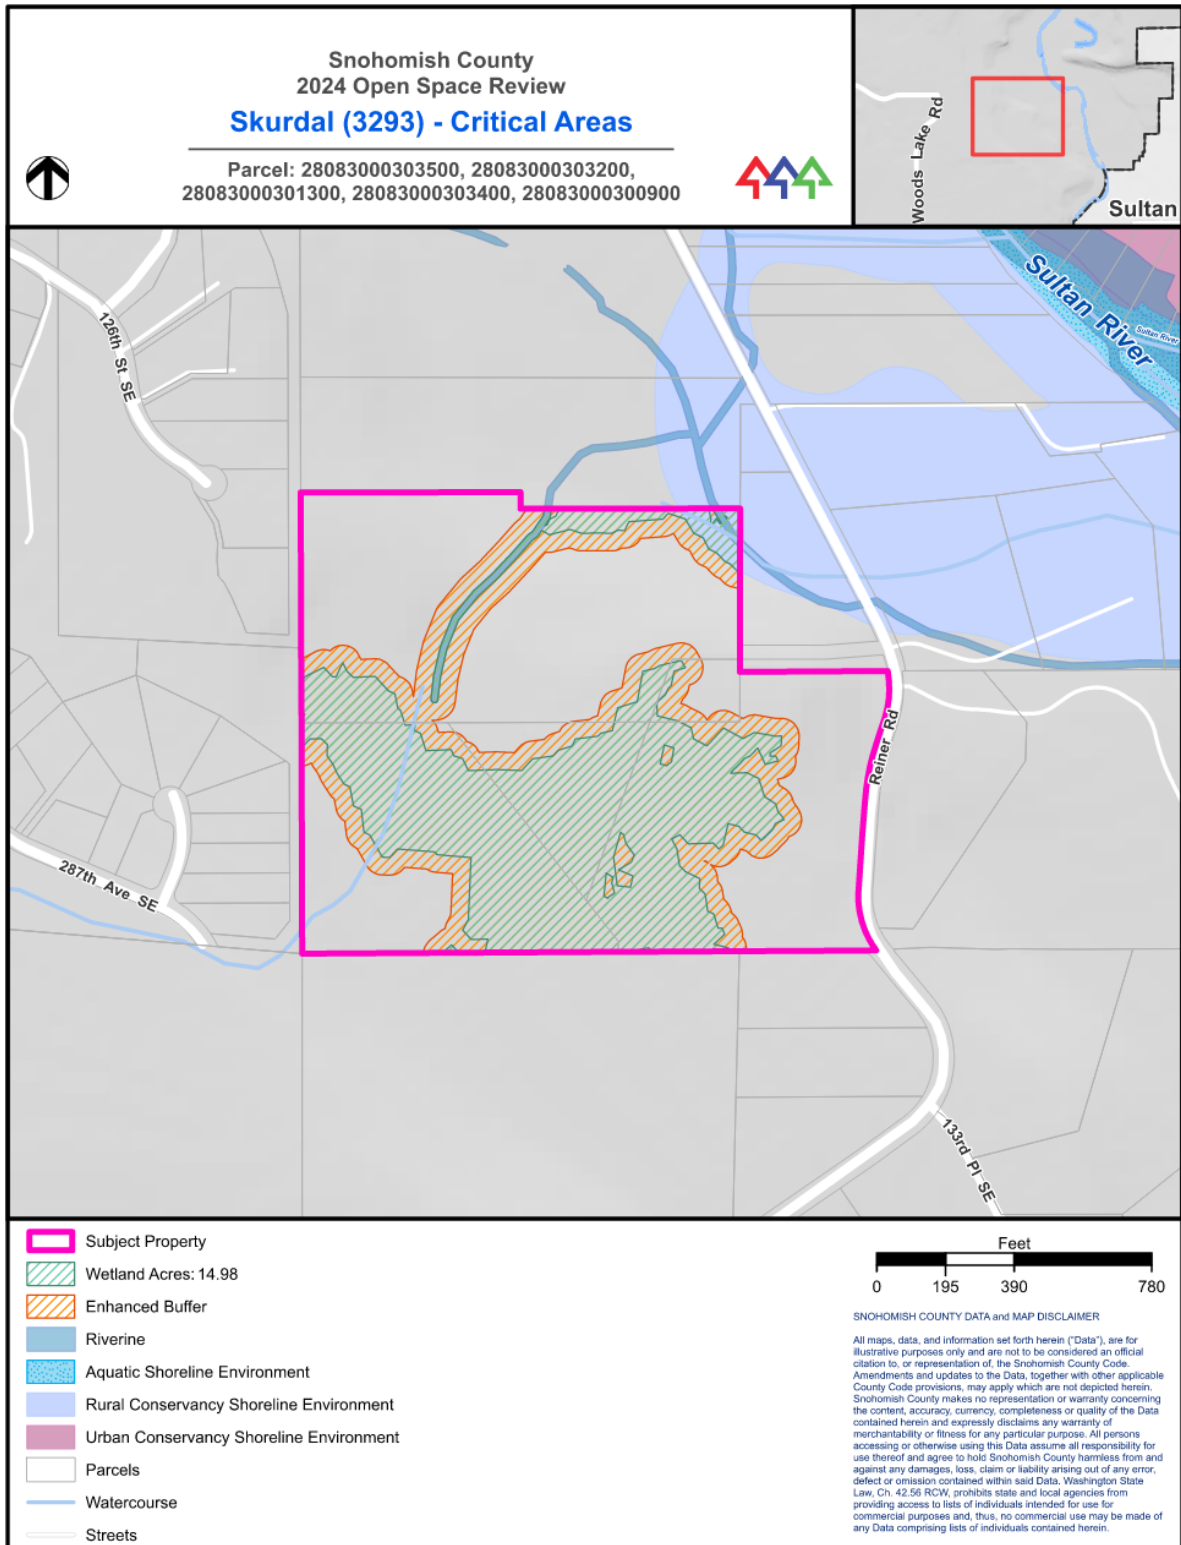 Snohomish County
2024 Open Space Review
Skurdal (3293) - Critical Areas
Parcel: 28083000303500, 28083000303200,
28083000301300, 28083000303400, 28083000300900
Woods Lake Rd
Sultan
126th St SE
Sultan River
Sultan River
Reiner Rd
287th Ave SE
133rd Pl SE
Subject Property
Wetland Acres: 14.98
Enhanced Buffer
Riverine
Aquatic Shoreline Environment
Rural Conservancy Shoreline Environment
Urban Conservancy Shoreline Environment
Parcels
Watercourse
Streets
Feet
0 195 390 780
SNOHOMISH COUNTY DATA and MAP DISCLAIMER
All maps, data, and information set forth herein ("Data"), are for
illustrative purposes only and are not to be considered an official
citation to, or representation of, the Snohomish County Code.
Amendments and updates to the Data, together with other applicable
County Code provisions, may apply which are not depicted herein.
Snohomish County makes no representation or warranty concerning
the content, accuracy, currency, completeness or quality of the Data
contained herein and expressly disclaims any warranty of
merchantability or fitness for any particular purpose. All persons
accessing or otherwise using this Data assume all responsibility for
use thereof and agree to hold Snohomish County harmless from and
against any damages, loss, claim or liability arising out of any error,
defect or omission contained within said Data. Washington State
Law, Ch. 42.56 RCW, prohibits state and local agencies from
providing access to lists of individuals intended for use for
commercial purposes and, thus, no commercial use may be made of
any Data comprising lists of individuals contained herein.